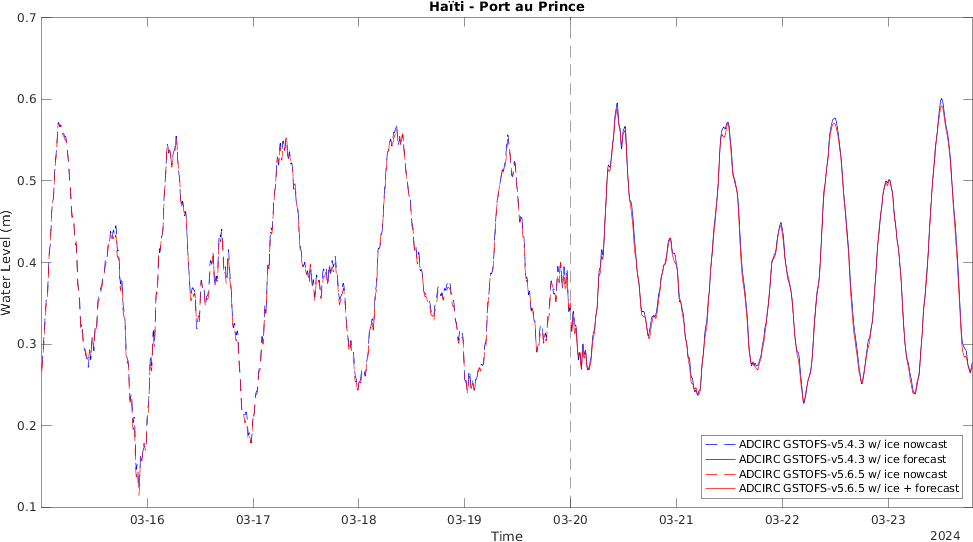 Haïti - Port au Prince
0.7
0.6
0.5
0.4
0.3
0.2
0.1
Water Level (m)
03-16 03-17 03-18 03-19 03-20 03-21 03-22 03-23
Time
2024
ADCIRC GSTOFS-v5.4.3 w/ ice nowcast
ADCIRC GSTOFS-v5.4.3 w/ ice forecast
ADCIRC GSTOFS-v5.6.5 w/ ice nowcast
ADCIRC GSTOFS-v5.6.5 w/ ice + forecast